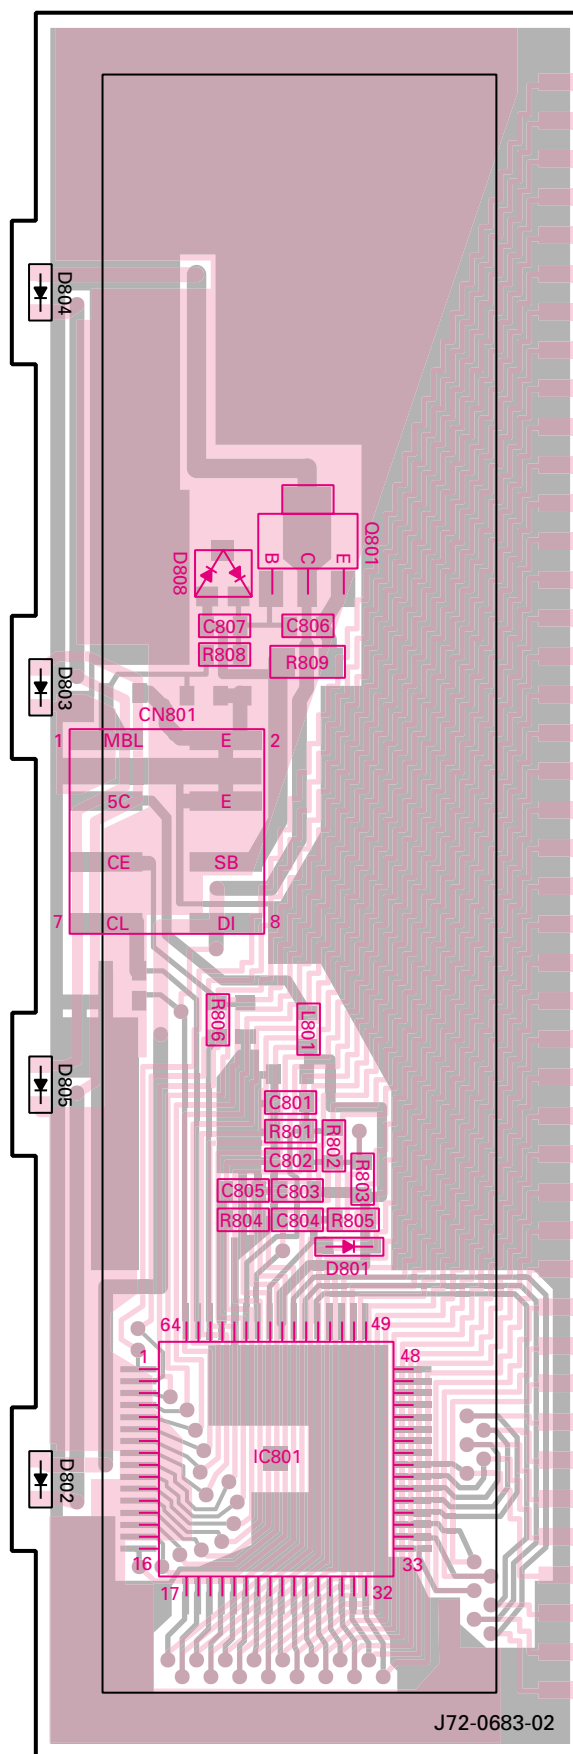 D804
Q801
B C E
D808
C807 C806
R808
R809
D803
CN801
1 MBL E 2
5C E
CE SB
7 CL DI 8
R806
L801
D805
C801
R801
R802
C802
R803
C805 C803
R804 C804 R805
D801
64 49
1 48
IC801
D802
16 33
17 32
J72-0683-02